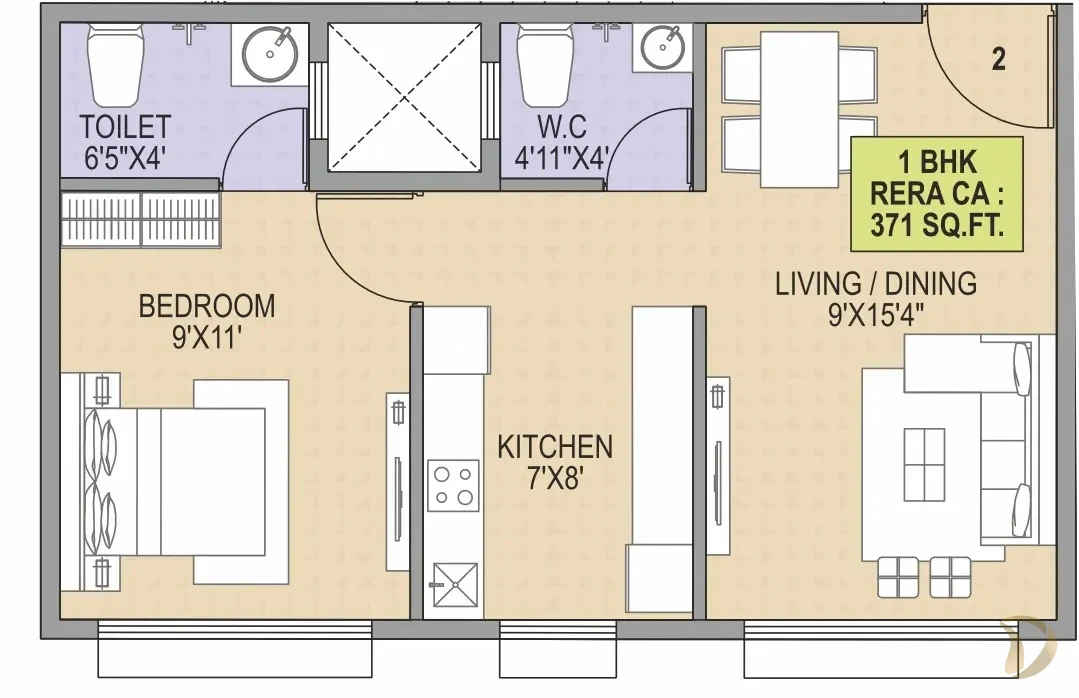 2
TOILET
6'5"X4'
W.C
4'11"X4'
1 BHK
RERA CA :
371 SQ.FT.
LIVING / DINING
9'X15'4"
BEDROOM
9'X11'
KITCHEN
7'X8'